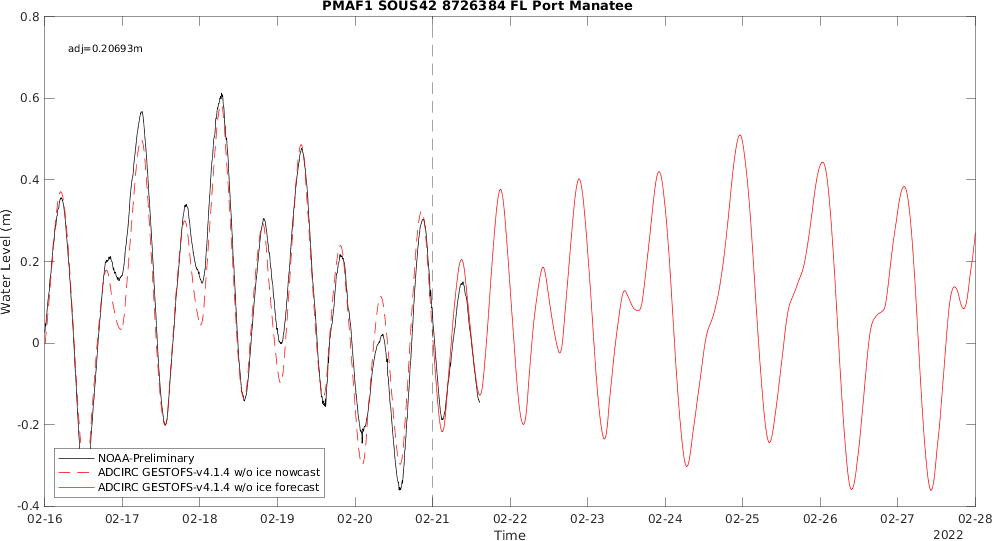 PMAF1 SOUS42 8726384 FL Port Manatee
adj=0.20693m
0.8
0.6
0.4
0.2
0
-0.2
-0.4
Water Level (m)
NOAA-Preliminary
ADCIRC GESTOFS-v4.1.4 w/o ice nowcast
ADCIRC GESTOFS-v4.1.4 w/o ice forecast
02-16 02-17 02-18 02-19 02-20 02-21 02-22 02-23 02-24 02-25 02-26 02-27 02-28
Time
2022